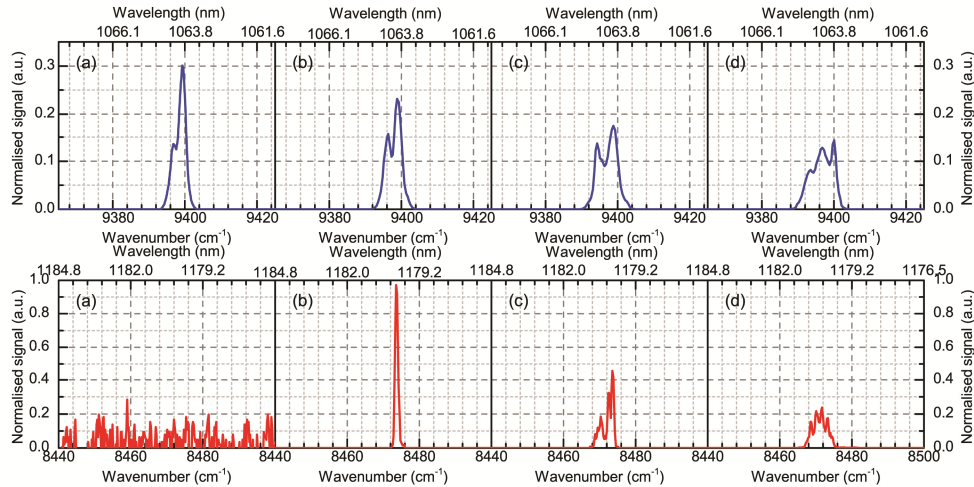 Wavelength (nm) Wavelength (nm) Wavelength (nm) Wavelength (nm)
1066.1 1063.8 1061.6 1066.1 1063.8 1061.6 1066.1 1063.8 1061.6 1066.1 1063.8 1061.6
Normalised signal (a.u.)
0.3 (a) (b) (c) (d) 0.3
0.2 0.2
0.1 0.1
0.0 0.0
Normalised signal (a.u.)
9380 9400 9420 9380 9400 9420 9380 9400 9420 9380 9400 9420
Wavenumber (cm-1) Wavenumber (cm-1) Wavenumber (cm-1) Wavenumber (cm-1)
Wavelength (nm) Wavelength (nm) Wavelength (nm) Wavelength (nm)
1184.8 1182.0 1179.2 1184.8 1182.0 1179.2 1184.8 1182.0 1179.2 1184.8 1182.0 1179.2 1176.5
Normalised signal (a.u.)
1.0 (a) (b) (c) (d) 1.0
0.8 0.8
0.6 0.6
0.4 0.4
0.2 0.2
0.0 0.0
Normalised signal (a.u.)
8440 8460 8480 8440 8460 8480 8440 8460 8480 8440 8460 8480 8500
Wavenumber (cm-1) Wavenumber (cm-1) Wavenumber (cm-1) Wavenumber (cm-1)